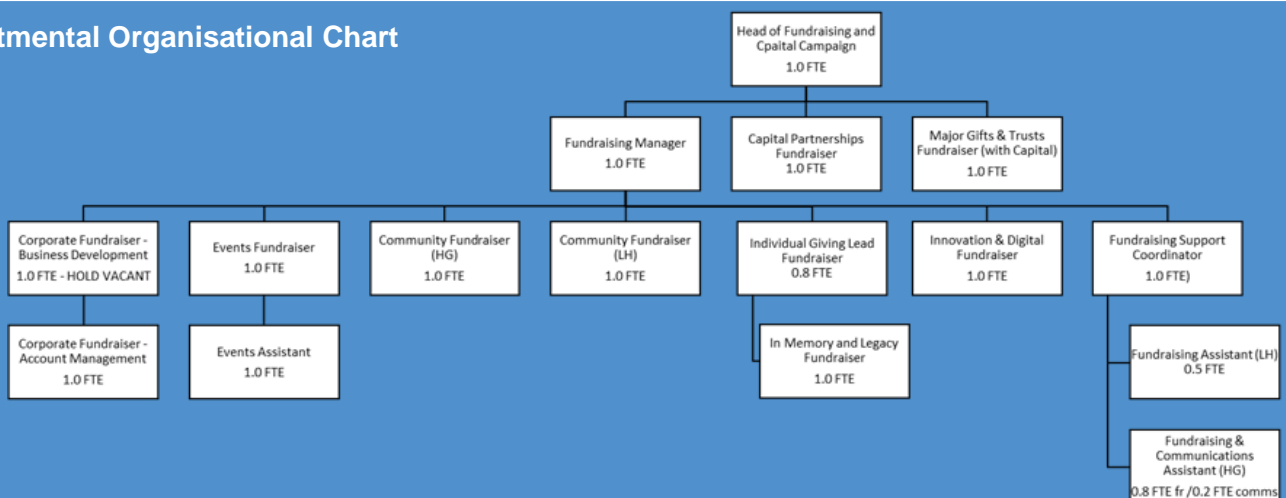 tmental Organisational Chart
Head of Fundraising and
Cpaital Campaign
1.0 FTE
Fundraising Manager
1.0 FTE
Capital Partnerships
Fundraiser
1.0 FTE
Major Gifts & Trusts
Fundraiser (with Capital)
1.0 FTE
Corporate Fundraiser -
Business Development
1.0 FTE - HOLD VACANT
Events Fundraiser
1.0 FTE
Community Fundraiser
(HG)
1.0 FTE
Community Fundraiser
(LH)
1.0 FTE
Individual Giving Lead
Fundraiser
0.8 FTE
Innovation & Digital
Fundraiser
1.0 FTE
Fundraising Support
Coordinator
1.0 FTE)
Corporate Fundraiser -
Account Management
1.0 FTE
Events Assistant
1.0 FTE
In Memory and Legacy
Fundraiser
1.0 FTE
Fundraising Assistant (LH)
0.5 FTE
Fundraising &
Communications
Assistant (HG)
0.8 FTE fr /0.2 FTE comms